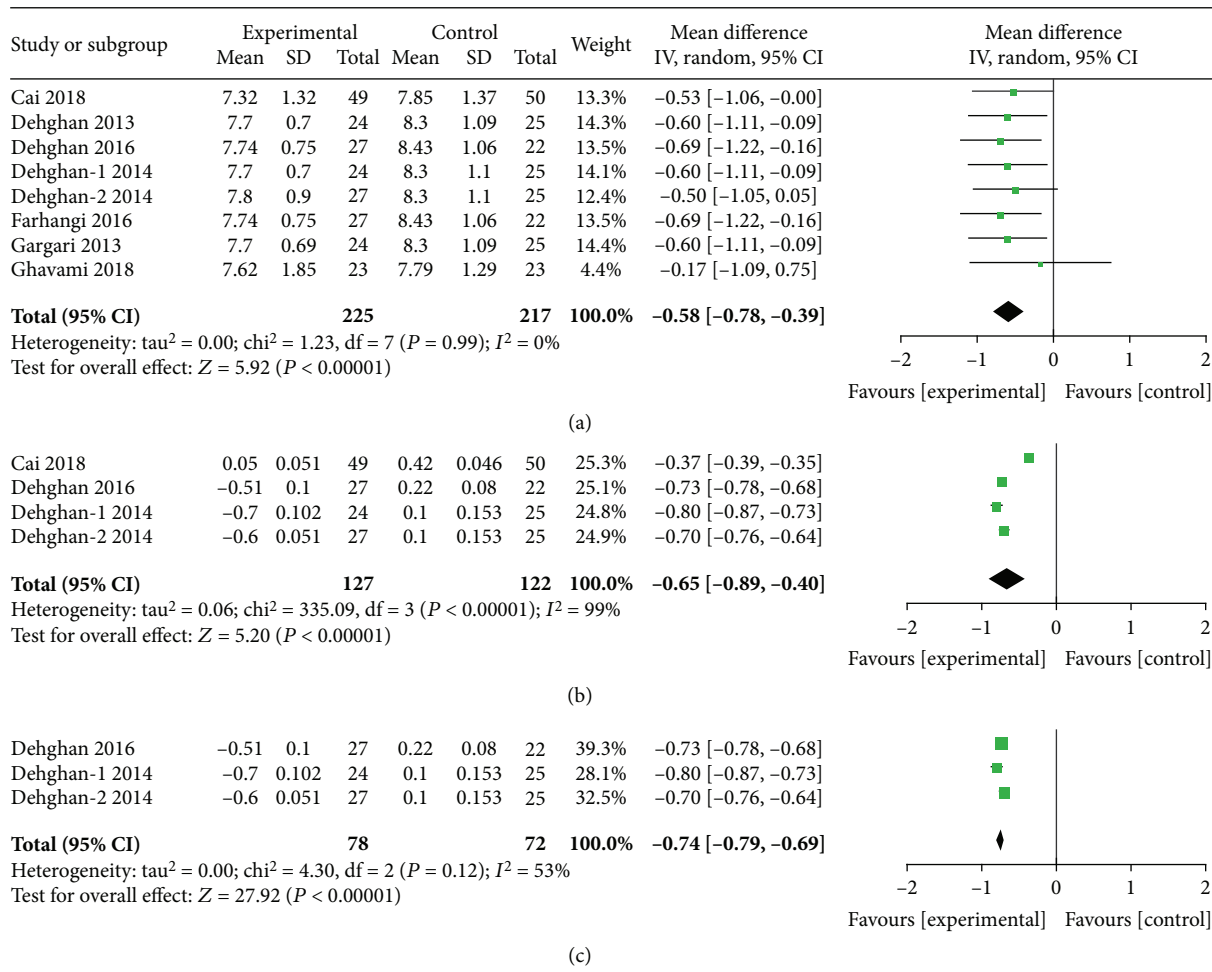 Study or subgroup Experimental Control Weight Mean difference Mean difference
Mean SD Total Mean SD Total IV, random, 95% CI IV, random, 95% CI
Cai 2018 7.32 1.32 49 7.85 1.37 50 13.3% −0.53 [−1.06, −0.00]
Dehghan 2013 7.7 0.7 24 8.3 1.09 25 14.3% −0.60 [−1.11, −0.09]
Dehghan 2016 7.74 0.75 27 8.43 1.06 22 13.5% −0.69 [−1.22, −0.16]
Dehghan-1 2014 7.7 0.7 24 8.3 1.1 25 14.1% −0.60 [−1.11, −0.09]
Dehghan-2 2014 7.8 0.9 27 8.3 1.1 25 12.4% −0.50 [−1.05, 0.05]
Farhangi 2016 7.74 0.75 27 8.43 1.06 22 13.5% −0.69 [−1.22, −0.16]
Gargari 2013 7.7 0.69 24 8.3 1.09 25 14.4% −0.60 [−1.11, −0.09]
Ghavami 2018 7.62 1.85 23 7.79 1.29 23 4.4% −0.17 [−1.09, 0.75]
Total (95% CI) 225 217 100.0% −0.58 [−0.78, −0.39]
Heterogeneity: tau² = 0.00; chi² = 1.23, df = 7 (P = 0.99); I² = 0%
Test for overall effect: Z = 5.92 (P < 0.00001)
−2 −1 0 1 2
Favours [experimental] Favours [control]
(a)
Cai 2018 0.05 0.051 49 0.42 0.046 50 25.3% −0.37 [−0.39, −0.35]
Dehghan 2016 −0.51 0.1 27 0.22 0.08 22 25.1% −0.73 [−0.78, −0.68]
Dehghan-1 2014 −0.7 0.102 24 0.1 0.153 25 24.8% −0.80 [−0.87, −0.73]
Dehghan-2 2014 −0.6 0.051 27 0.1 0.153 25 24.9% −0.70 [−0.76, −0.64]
Total (95% CI) 127 122 100.0% −0.65 [−0.89, −0.40]
Heterogeneity: tau² = 0.06; chi² = 335.09, df = 3 (P < 0.00001); I² = 99%
Test for overall effect: Z = 5.20 (P < 0.00001)
−2 −1 0 1 2
Favours [experimental] Favours [control]
(b)
Dehghan 2016 −0.51 0.1 27 0.22 0.08 22 39.3% −0.73 [−0.78, −0.68]
Dehghan-1 2014 −0.7 0.102 24 0.1 0.153 25 28.1% −0.80 [−0.87, −0.73]
Dehghan-2 2014 −0.6 0.051 27 0.1 0.153 25 32.5% −0.70 [−0.76, −0.64]
Total (95% CI) 78 72 100.0% −0.74 [−0.79, −0.69]
Heterogeneity: tau² = 0.00; chi² = 4.30, df = 2 (P = 0.12); I² = 53%
Test for overall effect: Z = 27.92 (P < 0.00001)
−2 −1 0 1 2
Favours [experimental] Favours [control]
(c)